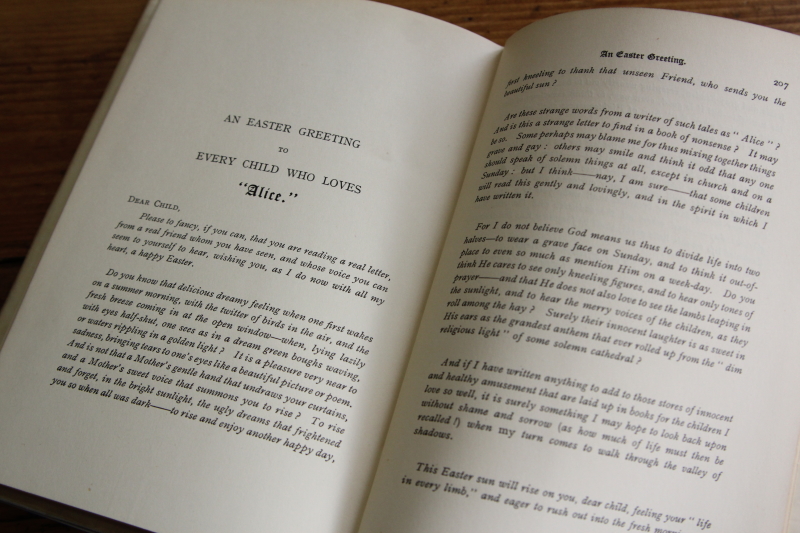 AN EASTER GREETING
TO
EVERY CHILD WHO LOVES
"Alice."
DEAR CHILD,
Please to fancy, if you can, that you are reading a real letter,
from a real friend whom you have seen, and whose voice you can
seem to yourself to hear, wishing you, as I do now with all my
heart, a happy Easter.
Do you know that delicious dreamy feeling when one first wakes
on a summer morning, with the twitter of birds in the air, and the
fresh breeze coming in at the open window—when, lying lazily
with eyes half-shut, one sees as in a dream green boughs waving,
or waters rippling in a golden light? It is a pleasure very near to
sadness, bringing tears to one's eyes like a beautiful picture or poem.
And is not that a Mother's gentle hand that undraws your curtains,
and a Mother's sweet voice that summons you to rise? To rise
and forget, in the bright sunlight, the ugly dreams that frightened
you so when all was dark—to rise and enjoy another happy day,
An Easter Greeting.
207
first kneeling to thank that unseen Friend, who sends you the
beautiful sun?
Are these strange words from a writer of such tales as "Alice"?
And is this a strange letter to find in a book of nonsense? It may
be so. Some perhaps may blame me for thus mixing together things
grave and gay: others may smile and think it odd that any one
should speak of solemn things at all, except in church and on a
Sunday: but I think—nay, I am sure—that some children
will read this gently and lovingly, and in the spirit in which I
have written it.
For I do not believe God means us thus to divide life into two
halves—to wear a grave face on Sunday, and to think it out-of-
place to even so much as mention Him on a week-day. Do you
think He cares to see only kneeling figures, and to hear only tones of
prayer—and that He does not also love to see the lambs leaping in
the sunlight, and to hear the merry voices of the children, as they
roll among the hay? Surely their innocent laughter is as sweet in
His ears as the grandest anthem that ever rolled up from the "dim
religious light" of some solemn cathedral?
And if I have written anything to add to those stores of innocent
and healthy amusement that are laid up in books for the children I
love so well, it is surely something I may hope to look back upon
without shame and sorrow (as how much of life must then be
recalled!) when my turn comes to walk through the valley of
shadows.
This Easter sun will rise on you, dear child, feeling your "life
in every limb," and eager to rush out into the fresh